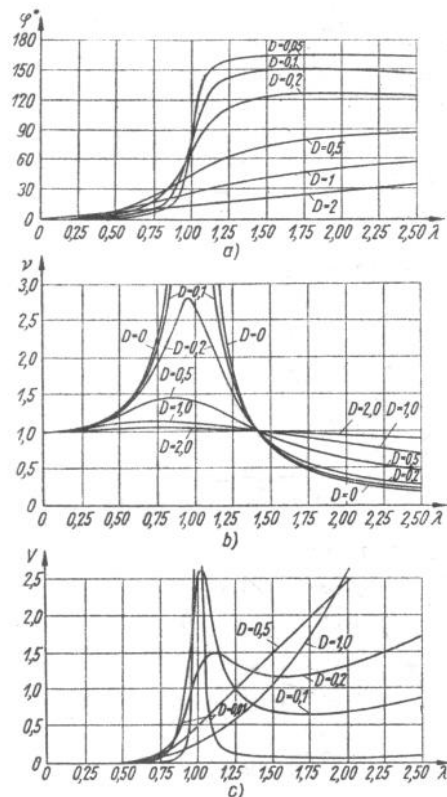 φ°
180
150
120
90
60
30
0
D=0,05
D=0,1
D=0,2
D=0,5
D=1
D=2
0 0,25 0,50 0,75 1,00 1,25 1,50 1,75 2,00 2,50 λ
a)
ν
3,0
2,5
2,0
1,5
1,0
0,5
0
D=0,1
D=0
D=0
D=0,2
D=0,5
D=1,0
D=2,0
D=2,0
D=1,0
D=0,5
D=0,2
D=0
0 0,25 0,50 0,75 1,00 1,25 1,50 1,75 2,00 2,25 2,50 λ
b)
V
2,5
2,0
1,5
1,0
0,5
0
D=0,5
D=1,0
D=0,2
D=0,1
D=0,01
0,25 0,50 0,75 1,00 1,25 1,50 1,75 2,00 2,25 2,50 λ
c)